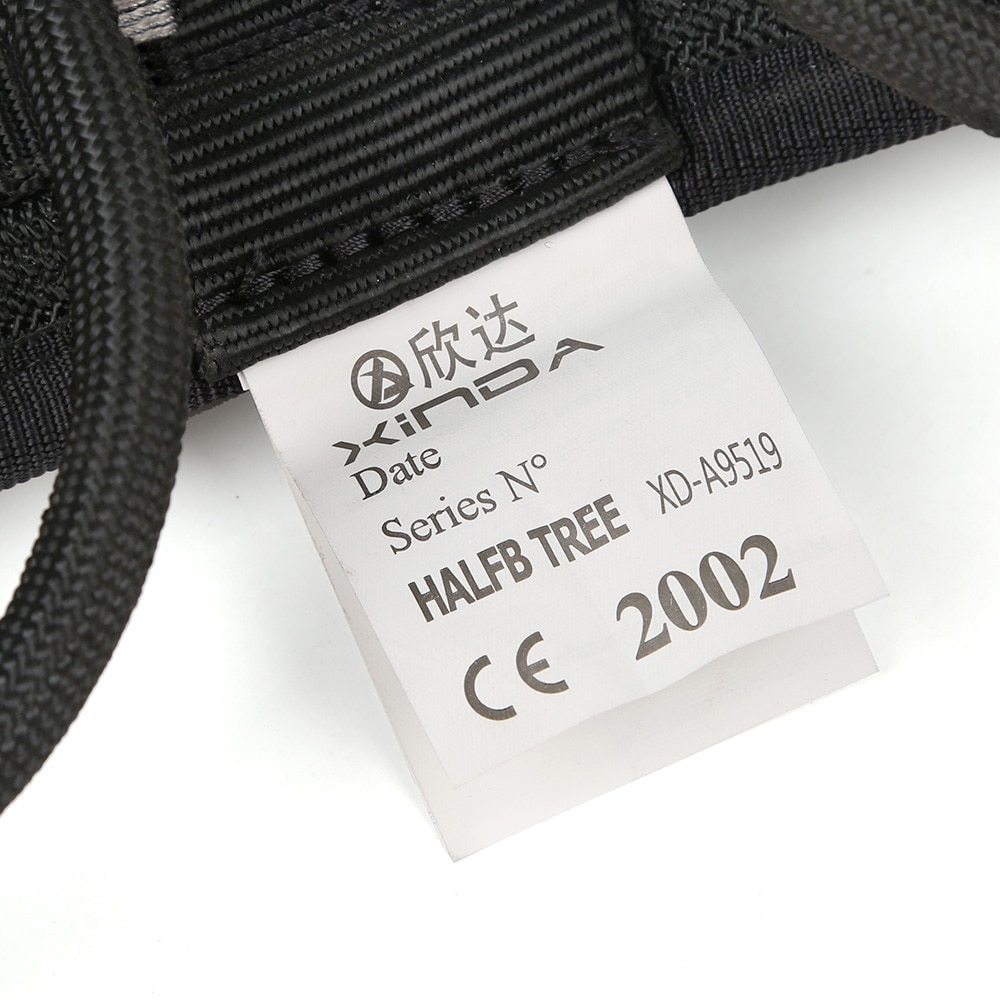 欣达
XINDA
Date
Series N°
HALFB TREE XD-A9519
CE 2002